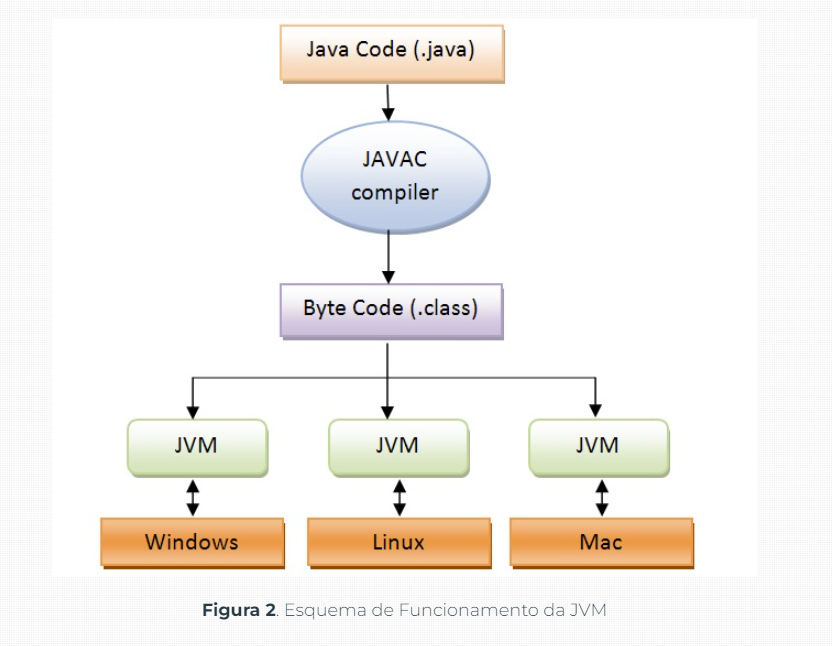 Java Code (.java)
JAVAC
compiler
Byte Code (.class)
JVM
JVM
JVM
Windows
Linux
Mac
Figura 2. Esquema de Funcionamento da JVM